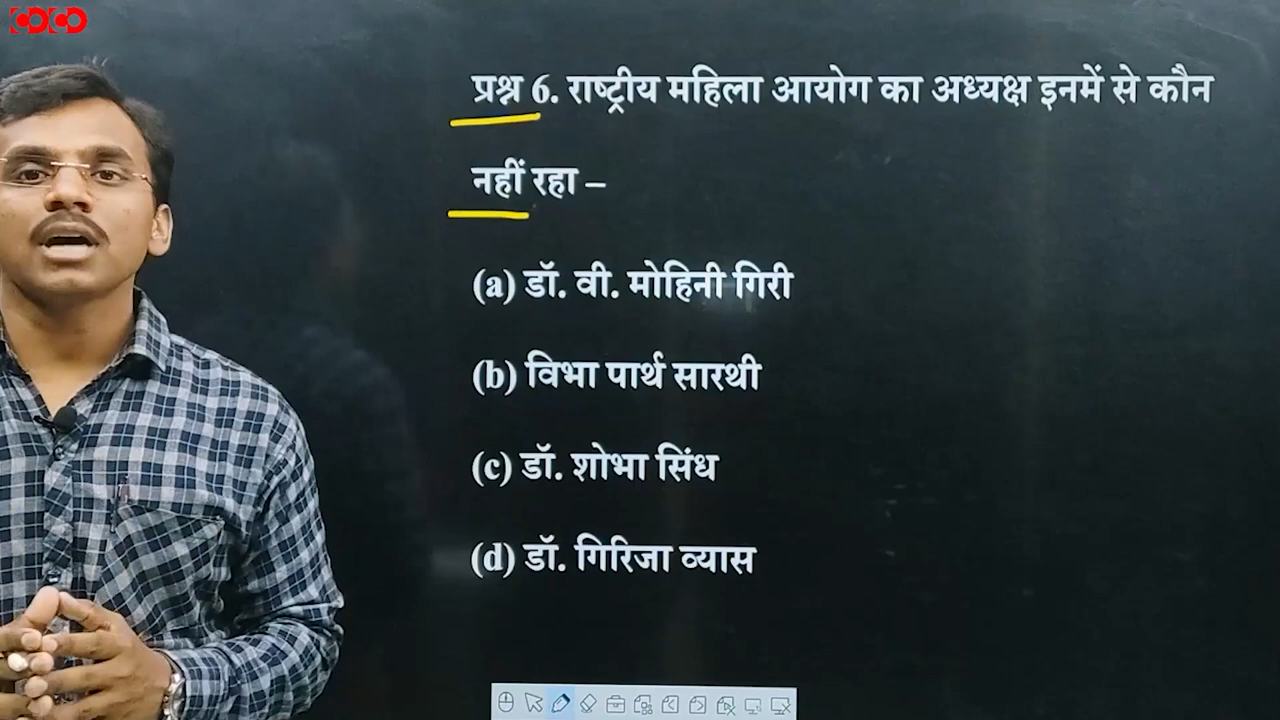 प्रश्न 6. राष्ट्रीय महिला आयोग का अध्यक्ष इनमें से कौन
नहीं रहा –
(a) डॉ. वी. मोहिनी गिरी
(b) विभा पार्थ सारथी
(c) डॉ. शोभा सिंध
(d) डॉ. गिरिजा व्यास